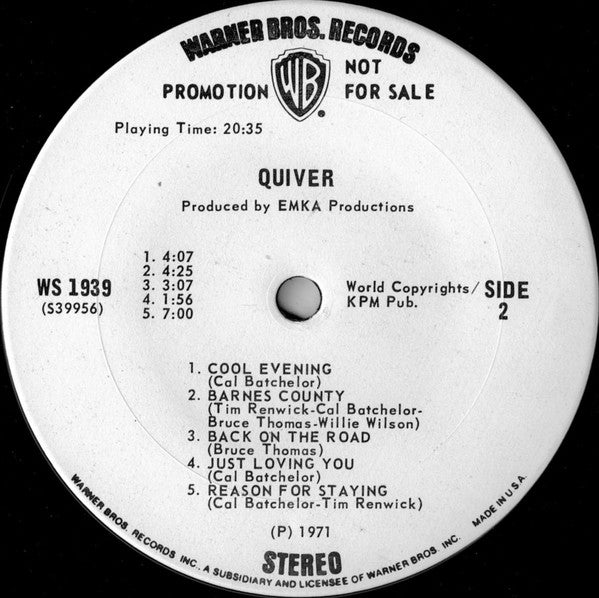 WARNER BROS. RECORDS
PROMOTION NOT FOR SALE
WB
®
Playing Time: 20:35
QUIVER
Produced by EMKA Productions
1. 4:07
2. 4:25
3. 3:07
4. 1:56
5. 7:00
WS 1939
(S39956)
World Copyrights/
KPM Pub.
SIDE
2
1. COOL EVENING
(Cal Batchelor)
2. BARNES COUNTY
(Tim Renwick-Cal Batchelor-
Bruce Thomas-Willie Wilson)
3. BACK ON THE ROAD
(Bruce Thomas)
4. JUST LOVING YOU
(Cal Batchelor)
5. REASON FOR STAYING
(Cal Batchelor-Tim Renwick)
(P) 1971
STEREO
WARNER BROS. RECORDS INC., A SUBSIDIARY AND LICENSEE OF WARNER BROS. INC. MADE IN U.S.A.